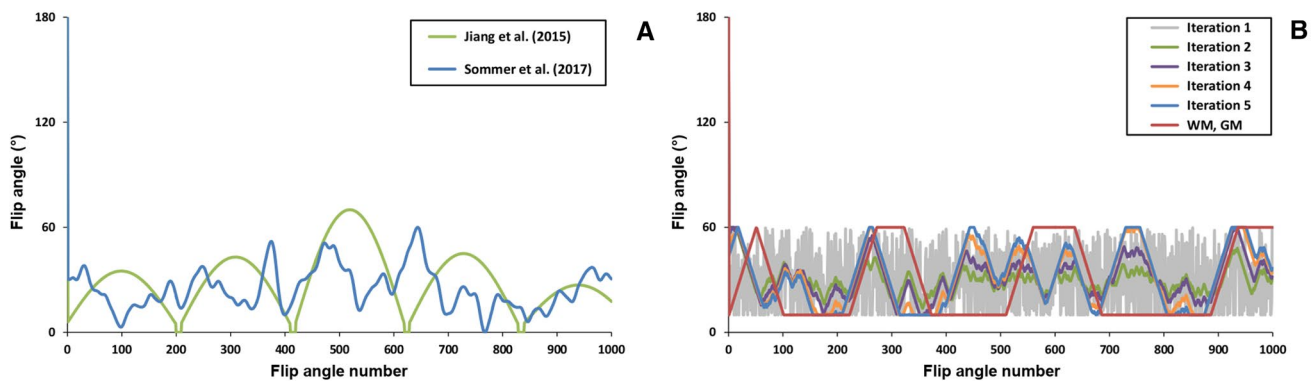 180
120
60
0
Flip angle (°)
0 100 200 300 400 500 600 700 800 900 1000
Flip angle number
Jiang et al. (2015)
Sommer et al. (2017)
A
180
120
60
0
Flip angle (°)
0 100 200 300 400 500 600 700 800 900 1000
Flip angle number
Iteration 1
Iteration 2
Iteration 3
Iteration 4
Iteration 5
WM, GM
B